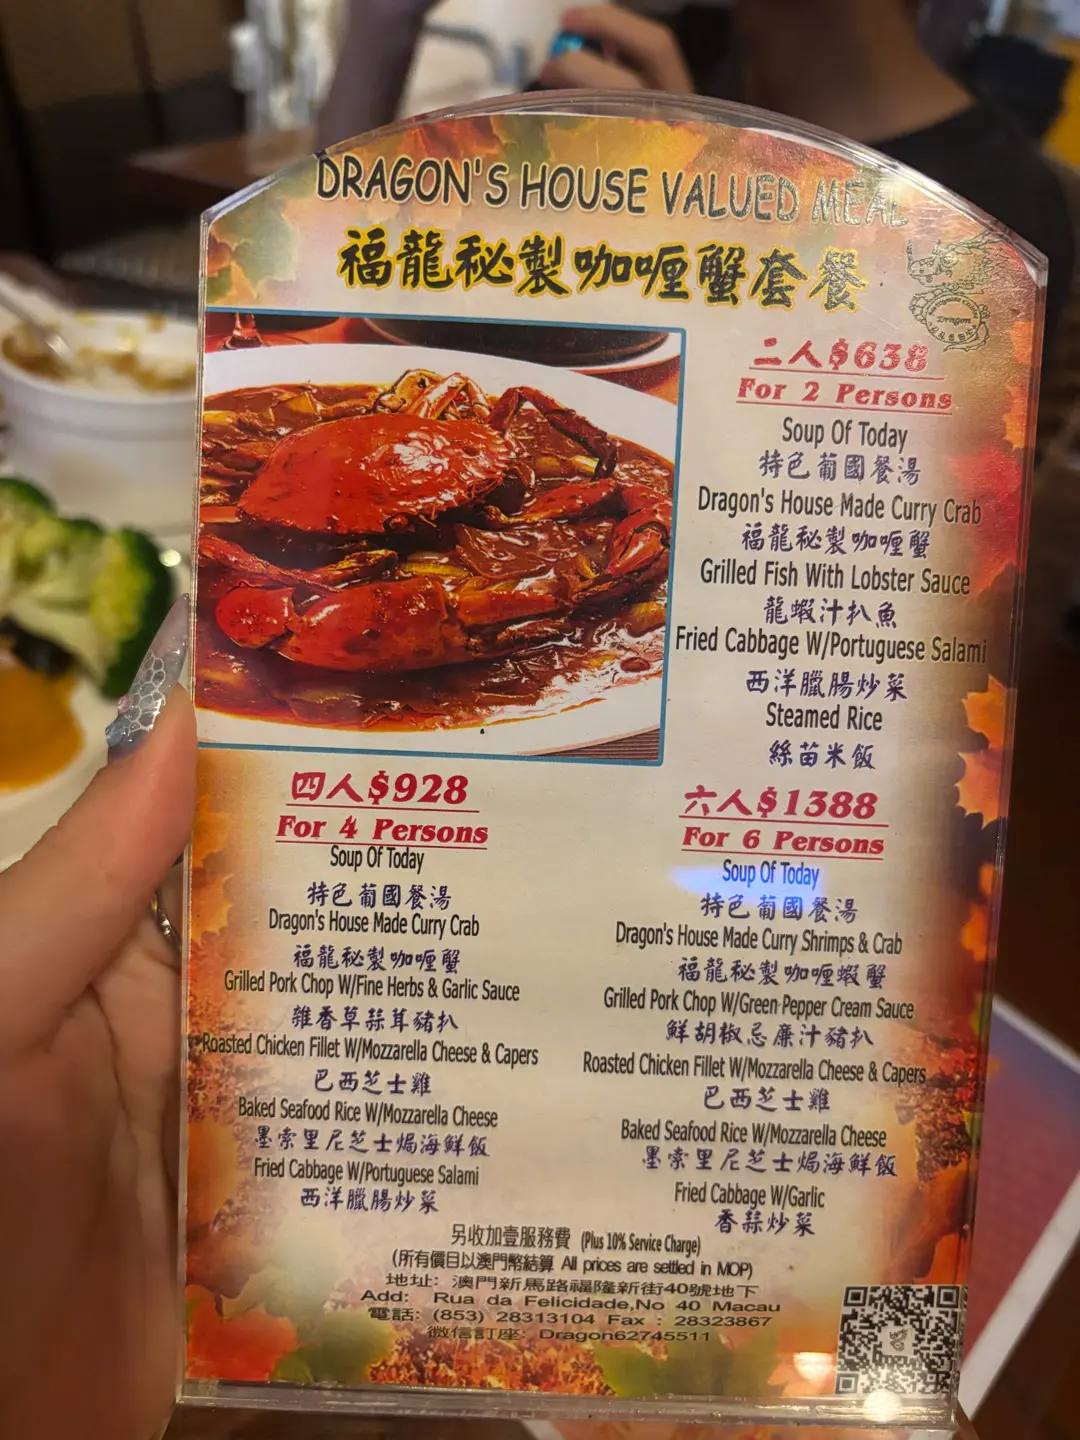 DRAGON'S HOUSE VALUED MEAL
福龍秘製咖喱蟹套餐
Dragon
二人$638
For 2 Persons
Soup Of Today
特色葡國餐湯
Dragon's House Made Curry Crab
福龍秘製咖喱蟹
Grilled Fish With Lobster Sauce
龍蝦汁扒魚
Fried Cabbage W/Portuguese Salami
西洋臘腸炒菜
Steamed Rice
絲苗米飯
四人$928
For 4 Persons
Soup Of Today
特色葡國餐湯
Dragon's House Made Curry Crab
福龍秘製咖喱蟹
Grilled Pork Chop W/Fine Herbs & Garlic Sauce
雜香草蒜茸豬扒
Roasted Chicken Fillet W/Mozzarella Cheese & Capers
巴西芝士雞
Baked Seafood Rice W/Mozzarella Cheese
墨索里尼芝士焗海鮮飯
Fried Cabbage W/Portuguese Salami
西洋臘腸炒菜
六人$1388
For 6 Persons
Soup Of Today
特色葡國餐湯
Dragon's House Made Curry Shrimps & Crab
福龍秘製咖喱蝦蟹
Grilled Pork Chop W/Green Pepper Cream Sauce
鮮胡椒忌廉汁豬扒
Roasted Chicken Fillet W/Mozzarella Cheese & Capers
巴西芝士雞
Baked Seafood Rice W/Mozzarella Cheese
墨索里尼芝士焗海鮮飯
Fried Cabbage W/Garlic
香蒜炒菜
另收加壹服務費 (Plus 10% Service Charge)
(所有價目以澳門幣結算 All prices are settled in MOP)
地址: 澳門新馬路福隆新街40號地下
Add: Rua da Felicidade,No 40 Macau
電話: (853) 28313104 Fax : 28323867
微信訂座: Dragon62745511